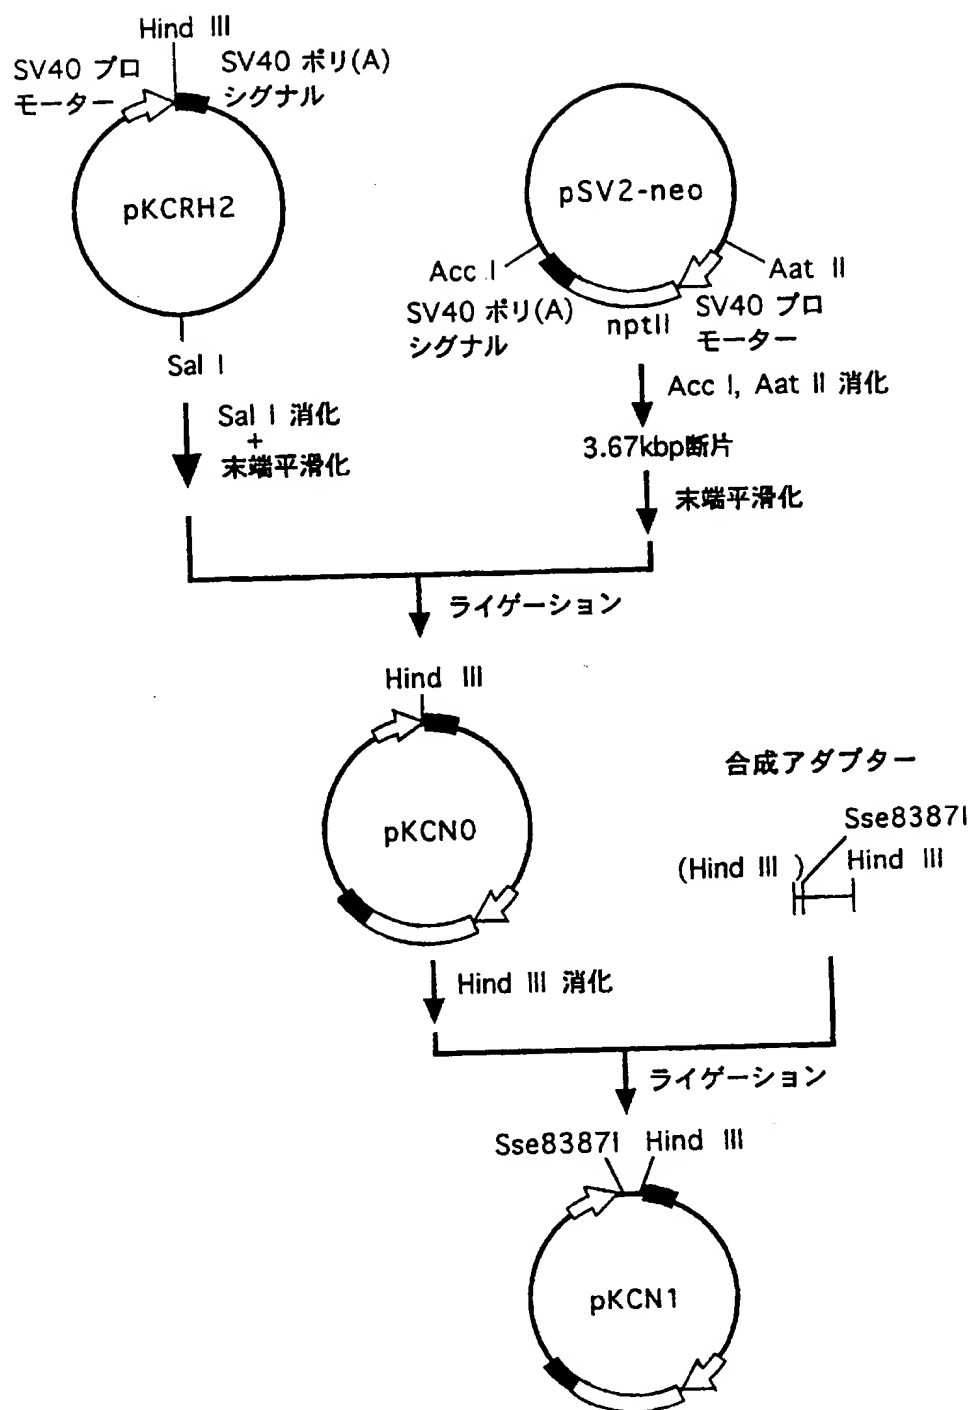 Hind III
SV40 プロ
モーター
SV40 ポリ(A)
シグナル
pKCRH2
Sal I
pSV2-neo
Acc I
Aat II
SV40 ポリ(A)
シグナル
nptII
SV40 プロ
モーター
Sal I 消化
+
末端平滑化
Acc I, Aat II 消化
3.67kbp断片
末端平滑化
ライゲーション
Hind III
pKCN0
合成アダプター
Sse8387I
(Hind III )
Hind III
Hind III 消化
ライゲーション
Sse8387I
Hind III
pKCN1